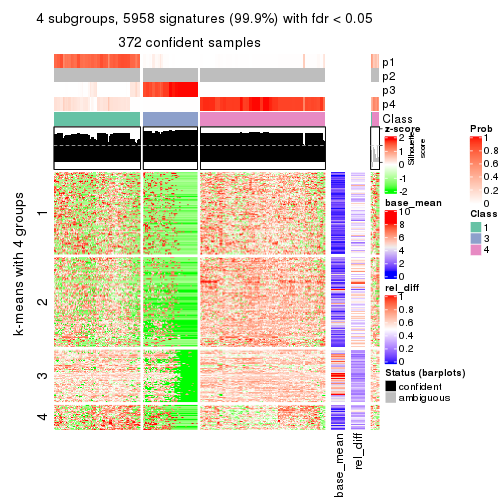 4 subgroups, 5958 signatures (99.9%) with fdr < 0.05
372 confident samples
p1
p2
p3
p4
Class
Silhouette
score
k-means with 4 groups
1
2
3
4
base_mean
rel_diff
z-score
2
1
0
-1
-2
base_mean
10
8
6
4
2
0
rel_diff
1
0.8
0.6
0.4
0.2
0
Status (barplots)
confident
ambiguous
Prob
1
0.8
0.6
0.4
0.2
0
Class
1
3
4